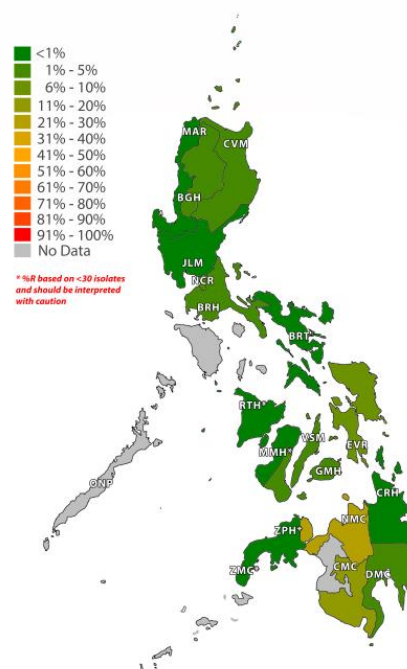 <1%
1% - 5%
6% - 10%
11% - 20%
21% - 30%
31% - 40%
41% - 50%
51% - 60%
61% - 70%
71% - 80%
81% - 90%
91% - 100%
No Data
* %R based on <30 isolates
and should be interpreted
with caution
MAR
CVM
BGH
JLM
NCR
BRH
BRT*
RTH*
MMH*
VSM
EVR
GMH
ONP
CRH
NMC
ZPH*
ZMC*
CMC
DMC